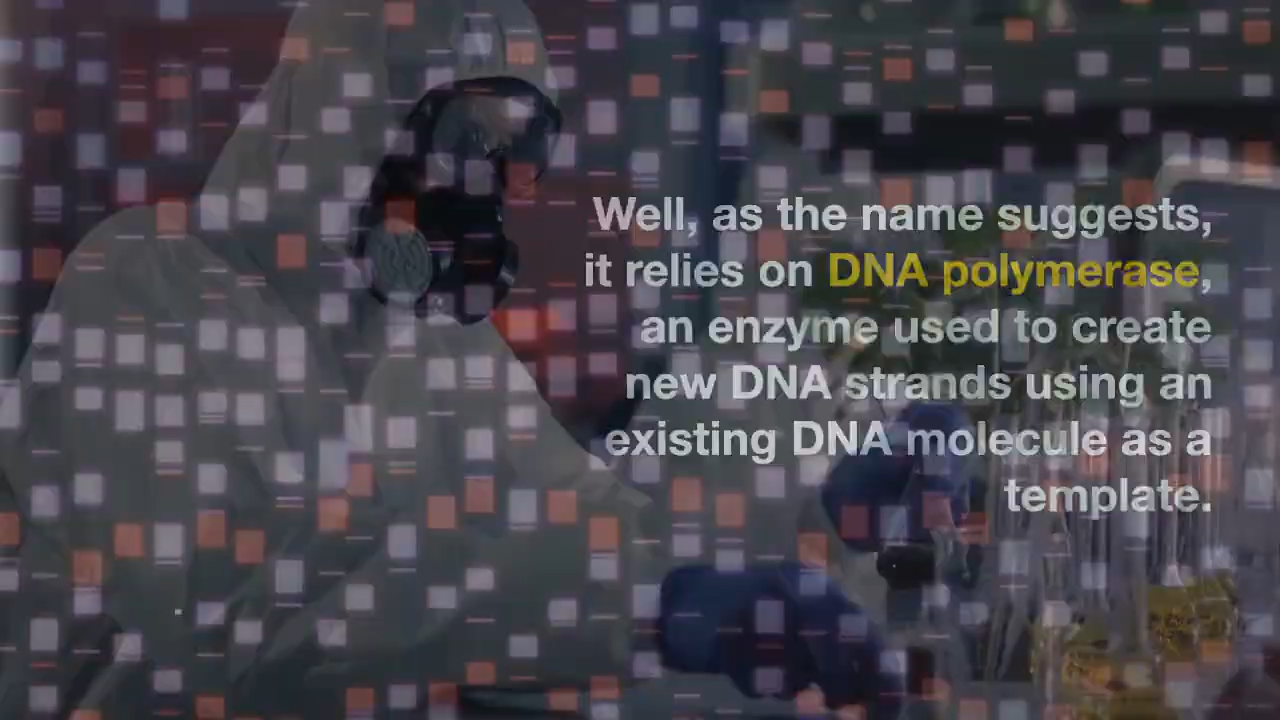 Well, as the name suggests,
it relies on DNA polymerase,
an enzyme used to create
new DNA strands using an
existing DNA molecule as a
template.